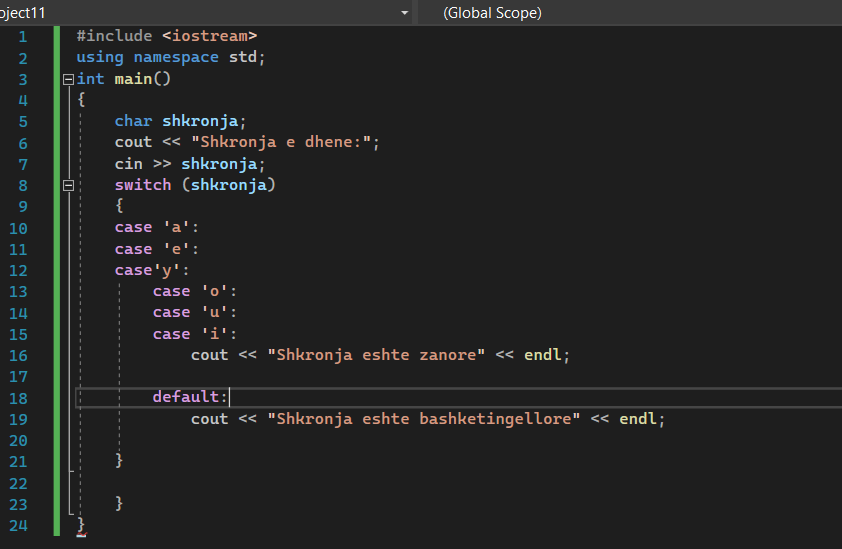 oject11 (Global Scope)
1 #include <iostream>
2 using namespace std;
3 int main()
4 {
5 char shkronja;
6 cout << "Shkronja e dhene:";
7 cin >> shkronja;
8 switch (shkronja)
9 {
10 case 'a':
11 case 'e':
12 case'y':
13 case 'o':
14 case 'u':
15 case 'i':
16 cout << "Shkronja eshte zanore" << endl;
17
18 default:
19 cout << "Shkronja eshte bashketingellore" << endl;
20
21 }
22
23 }
24 }